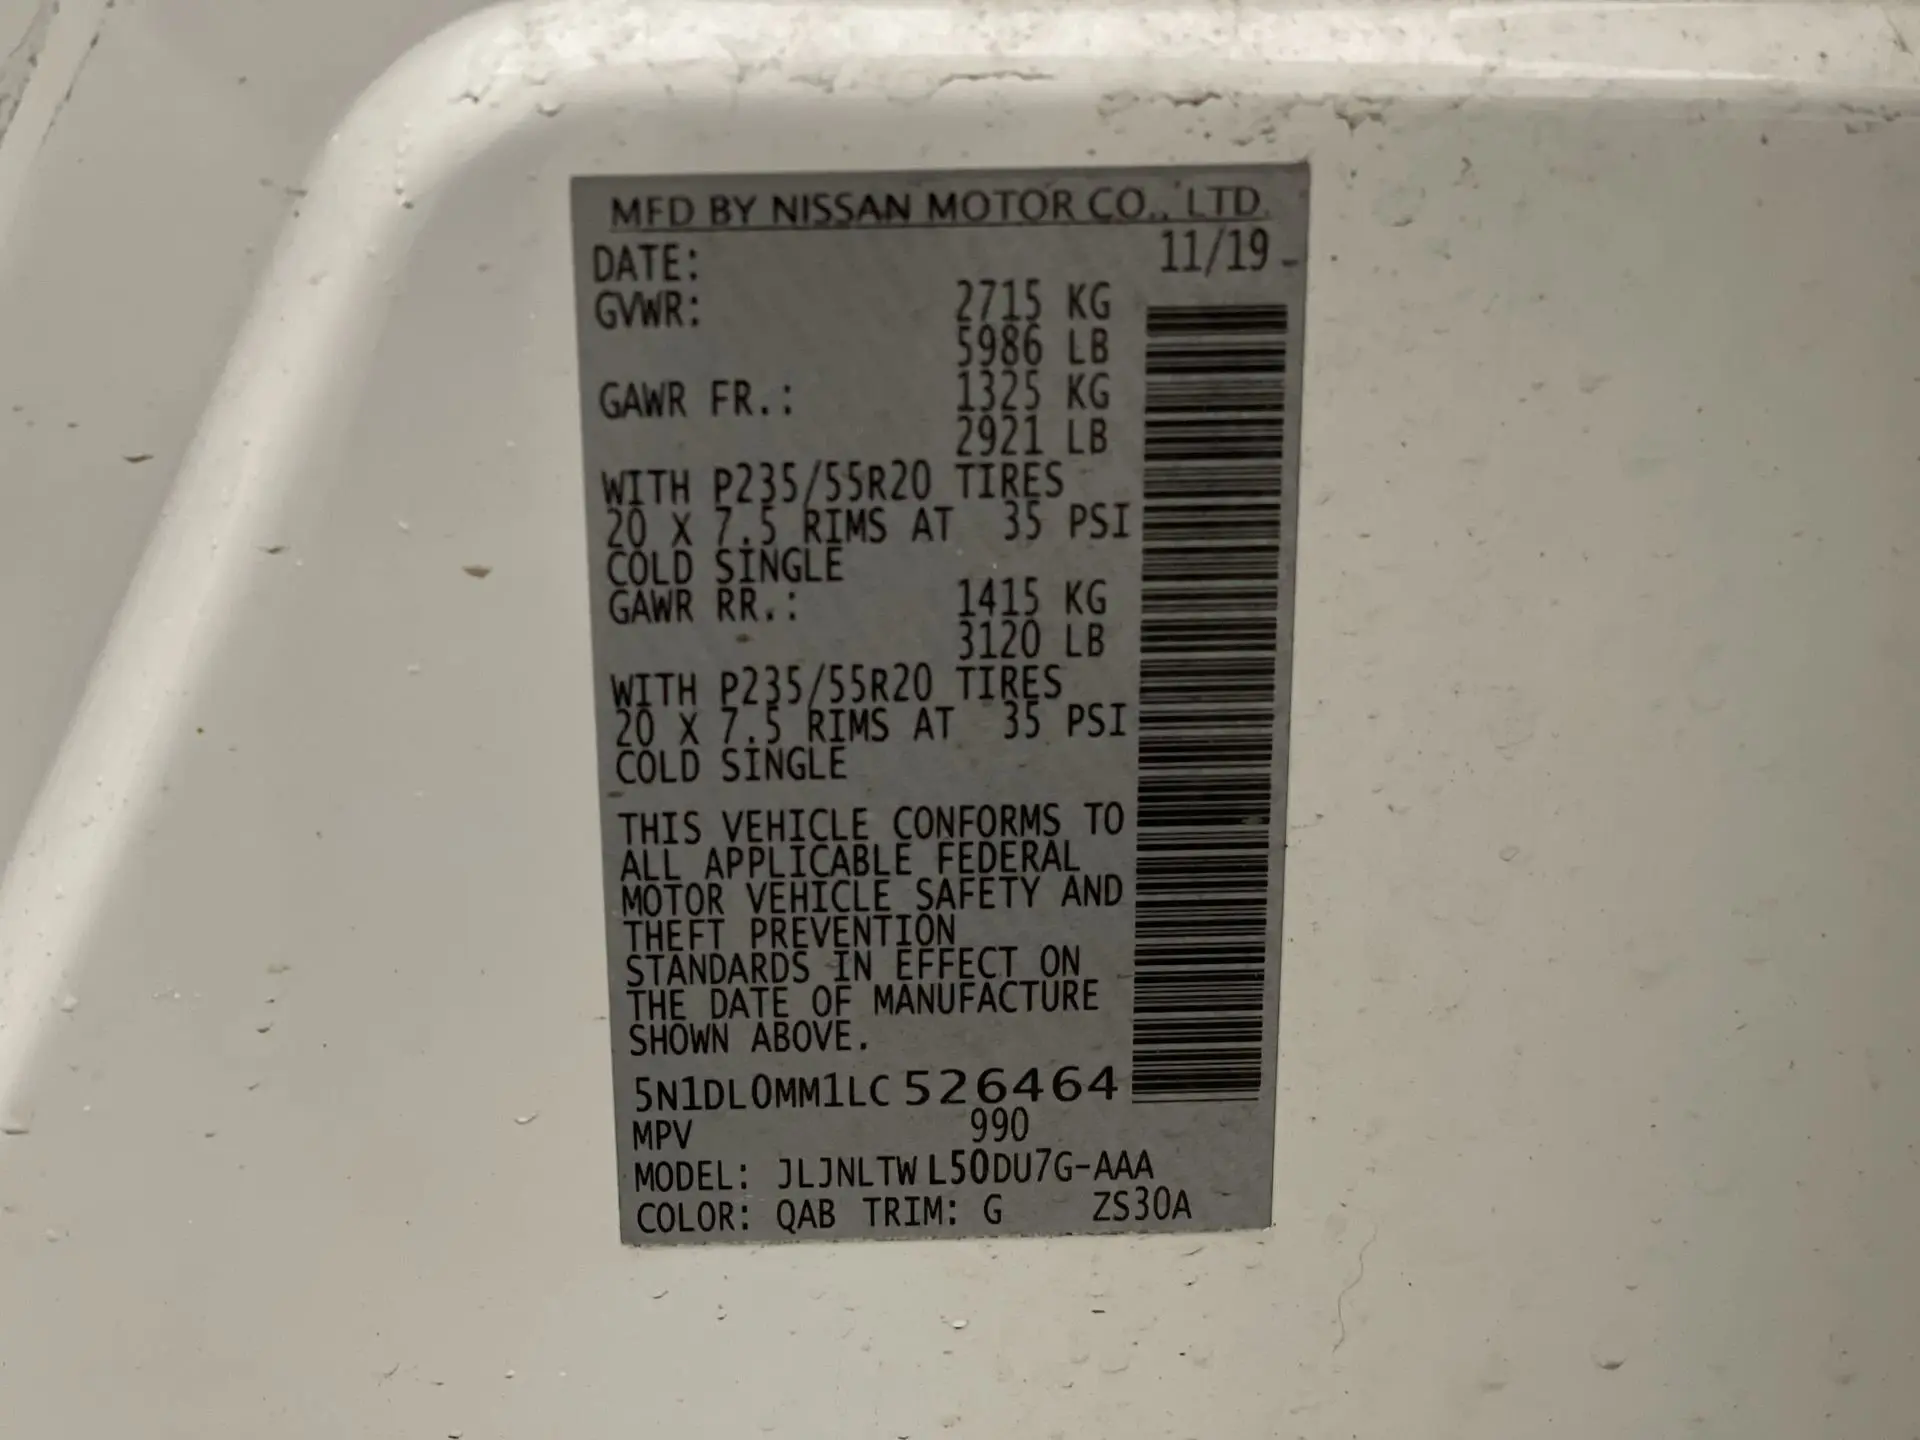 MFD BY NISSAN MOTOR CO., LTD.
DATE: 11/19
GVWR: 2715 KG
5986 LB
GAWR FR.: 1325 KG
2921 LB
WITH P235/55R20 TIRES
20 X 7.5 RIMS AT 35 PSI
COLD SINGLE
GAWR RR.: 1415 KG
3120 LB
WITH P235/55R20 TIRES
20 X 7.5 RIMS AT 35 PSI
COLD SINGLE
THIS VEHICLE CONFORMS TO
ALL APPLICABLE FEDERAL
MOTOR VEHICLE SAFETY AND
THEFT PREVENTION
STANDARDS IN EFFECT ON
THE DATE OF MANUFACTURE
SHOWN ABOVE.
5N1DL0MM1LC 526464
MPV 990
MODEL: JLJNLTW L50DU7G-AAA
COLOR: QAB TRIM: G ZS30A